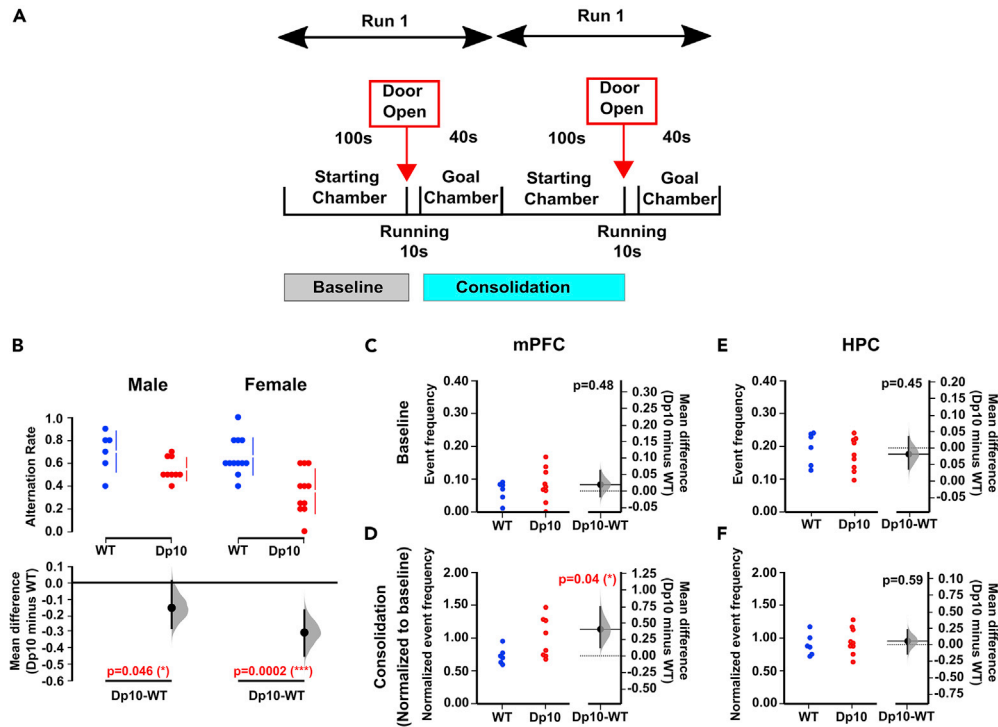 A
Run 1
Run 1
Door
Open
Door
Open
100s
40s
100s
40s
Starting
Chamber
Goal
Chamber
Starting
Chamber
Goal
Chamber
Running
10s
Running
10s
Baseline
Consolidation
B
Male
Female
Alternation Rate
1.0
0.8
0.6
0.4
0.2
0.0
WT
Dp10
WT
Dp10
Mean difference
(Dp10 minus WT)
0.1
0.0
-0.1
-0.2
-0.3
-0.4
-0.5
-0.6
p=0.046 (*)
p=0.0002 (***)
Dp10-WT
Dp10-WT
mPFC
HPC
Baseline
C
Event frequency
0.40
0.30
0.20
0.10
0.00
p=0.48
0.30
0.20
0.15
0.10
0.05
0.00
-0.05
Mean difference
(Dp10 minus WT)
WT
Dp10
Dp10-WT
E
Event frequency
0.40
0.30
0.20
0.10
0.00
p=0.45
0.20
0.15
0.10
0.05
0.00
-0.05
-0.02
0.05
Mean difference
(Dp10 minus WT)
WT
Dp10
Dp10-WT
Consolidation
(Normalized to baseline)
D
Normalized event frequency
2.00
1.50
1.00
0.50
0.00
p=0.04 (*)
1.25
1.00
0.75
0.50
0.25
0.00
-0.25
-0.50
Mean difference
(Dp10 minus WT)
WT
Dp10
Dp10-WT
F
Normalized event frequency
2.00
1.50
1.00
0.50
0.00
p=0.59
0.10
0.75
0.50
0.25
0.00
-0.25
-0.50
-0.75
Mean difference
(Dp10 minus WT)
WT
Dp10
Dp10-WT